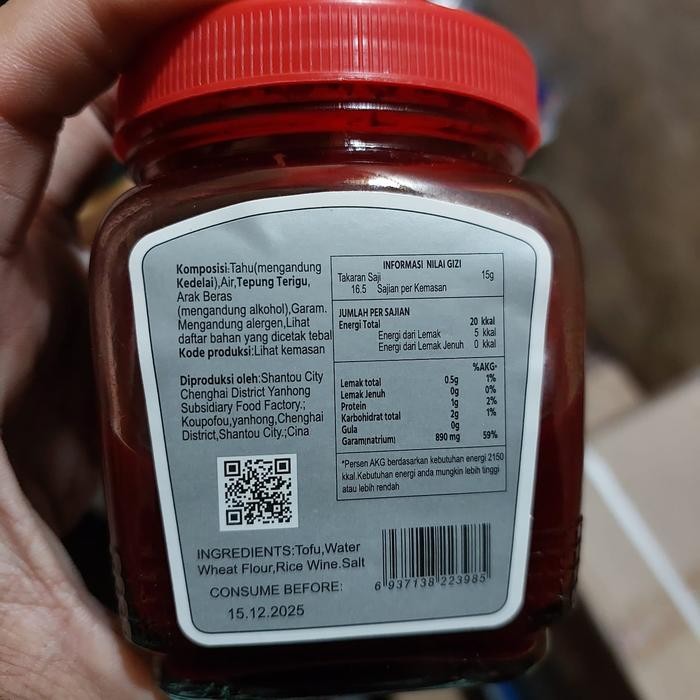 Komposisi:Tahu(mengandung
Kedelai),Air,Tepung Terigu,
Arak Beras
(mengandung alkohol),Garam.
Mengandung alergen,Lihat
daftar bahan yang dicetak tebal
Kode produksi:Lihat kemasan
Diproduksi oleh:Shantou City
Chenghai District Yanhong
Subsidiary Food Factory.;
Koupofou,yanhong,Chenghai
District,Shantou City.;Cina
INFORMASI NILAI GIZI
Takaran Saji 15g
16.5 Sajian per Kemasan
JUMLAH PER SAJIAN
Energi Total 20 kkal
Energi dari Lemak 5 kkal
Energi dari Lemak Jenuh 0 kkal
%AKG*
Lemak total 0.5g 1%
Lemak Jenuh 0g 0%
Protein 1g 2%
Karbohidrat total 2g 1%
Gula 0g
Garam(natrium) 890 mg 59%
*Persen AKG berdasarkan kebutuhan energi 2150
kkal.Kebutuhan energi anda mungkin lebih tinggi
atau lebih rendah
INGREDIENTS:Tofu,Water
Wheat Flour,Rice Wine.Salt
CONSUME BEFORE:
15.12.2025
6 937138 223985